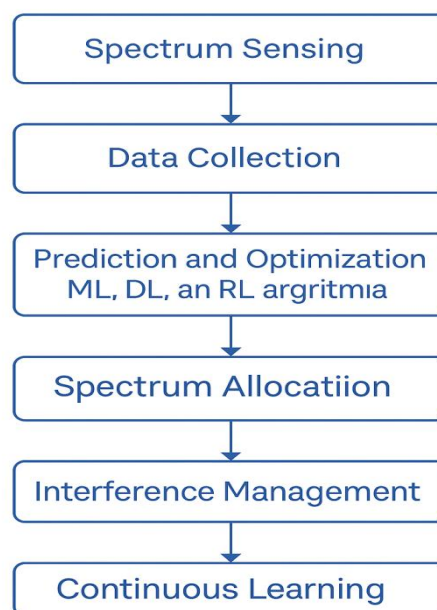 Spectrum Sensing
Data Collection
Prediction and Optimization
ML, DL, an RL argritmıa
Spectrum Allocatiion
Interference Management
Continuous Learning